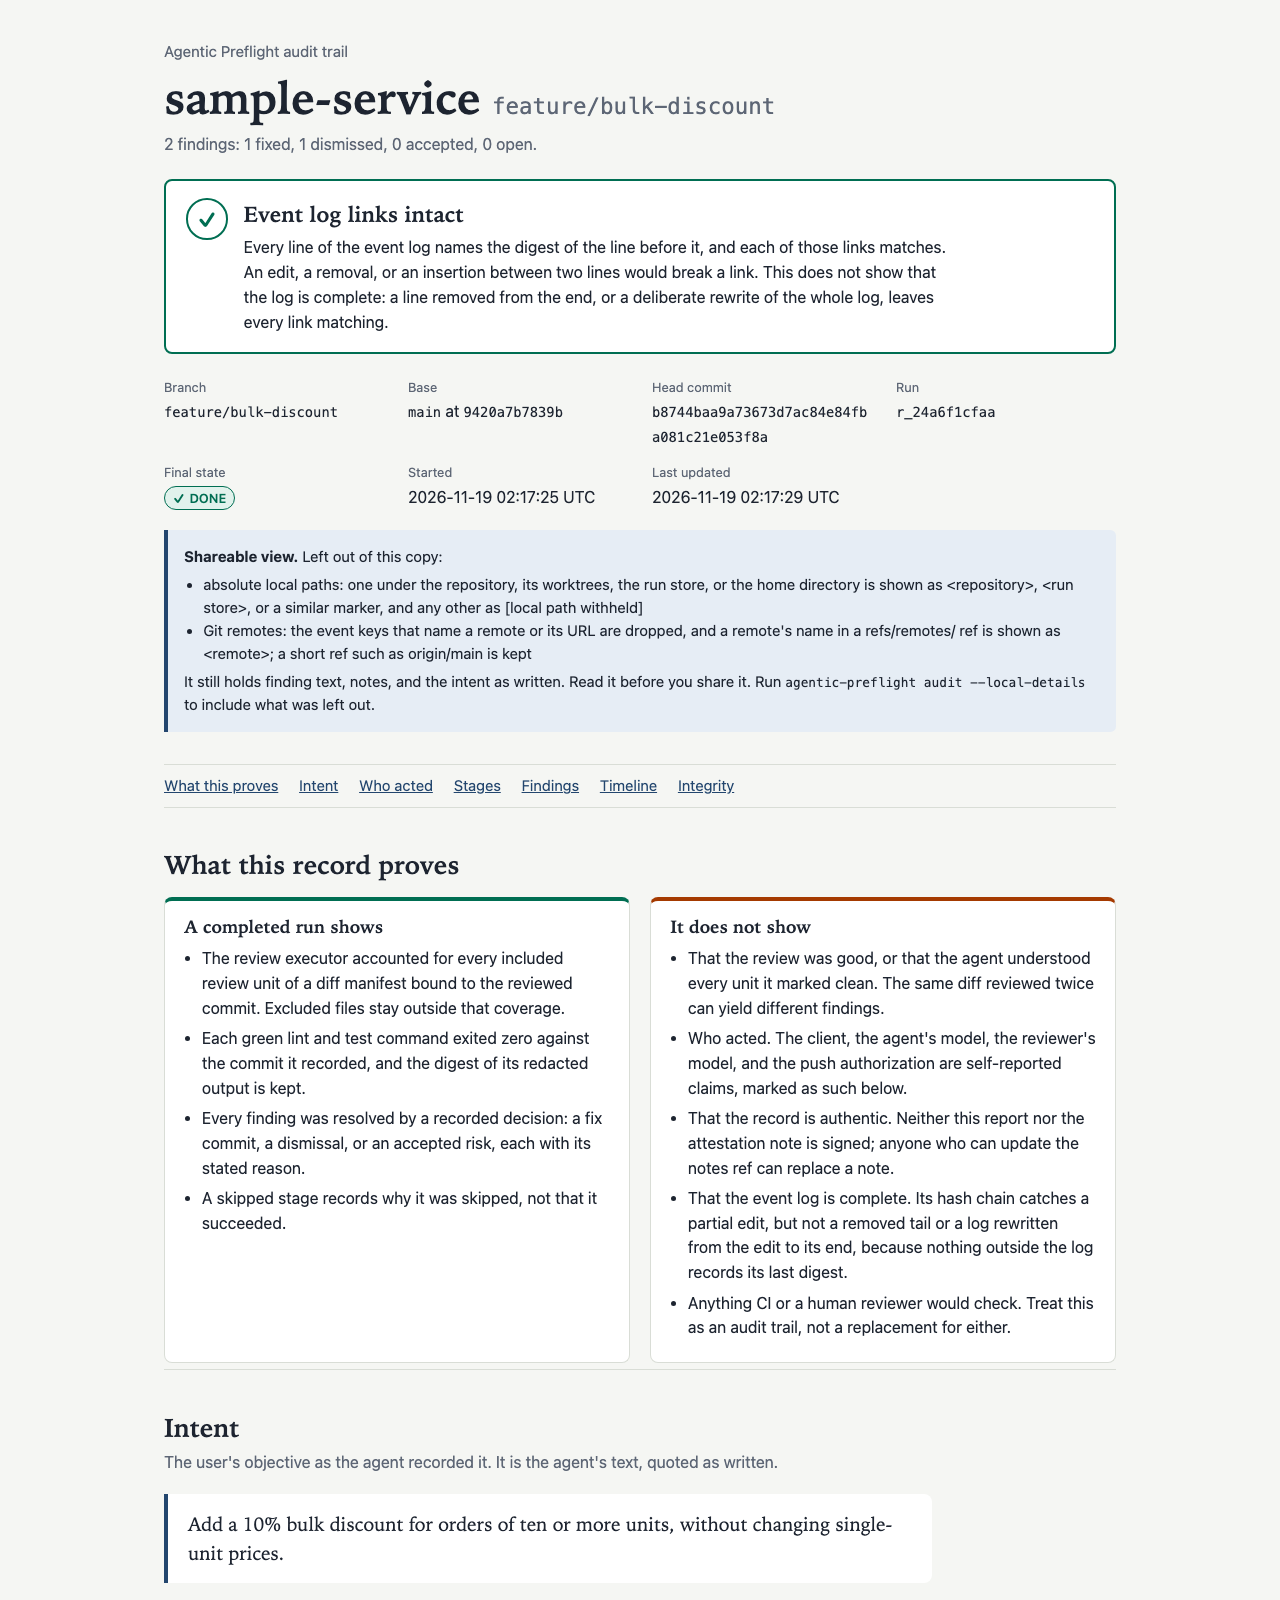 Agentic Preflight audit trail
sample-service feature/bulk-discount
2 findings: 1 fixed, 1 dismissed, 0 accepted, 0 open.
Event log links intact
Every line of the event log names the digest of the line before it, and each of those links matches.
An edit, a removal, or an insertion between two lines would break a link. This does not show that
the log is complete: a line removed from the end, or a deliberate rewrite of the whole log, leaves
every link matching.
Branch
feature/bulk-discount
Base
main at 9420a7b7839b
Head commit
b8744baa9a73673d7ac84e84fb
a081c21e053f8a
Run
r_24a6f1cfaa
Final state
DONE
Started
2026-11-19 02:17:25 UTC
Last updated
2026-11-19 02:17:29 UTC
Shareable view. Left out of this copy:
• absolute local paths: one under the repository, its worktrees, the run store, or the home directory is shown as <repository>, <run
store>, or a similar marker, and any other as [local path withheld]
• Git remotes: the event keys that name a remote or its URL are dropped, and a remote's name in a refs/remotes/ ref is shown as
<remote>; a short ref such as origin/main is kept
It still holds finding text, notes, and the intent as written. Read it before you share it. Run agentic-preflight audit --local-details
to include what was left out.
What this proves Intent Who acted Stages Findings Timeline Integrity
What this record proves
A completed run shows
• The review executor accounted for every included
review unit of a diff manifest bound to the reviewed
commit. Excluded files stay outside that coverage.
• Each green lint and test command exited zero against
the commit it recorded, and the digest of its redacted
output is kept.
• Every finding was resolved by a recorded decision: a fix
commit, a dismissal, or an accepted risk, each with its
stated reason.
• A skipped stage records why it was skipped, not that it
succeeded.
It does not show
• That the review was good, or that the agent understood
every unit it marked clean. The same diff reviewed twice
can yield different findings.
• Who acted. The client, the agent's model, the reviewer's
model, and the push authorization are self-reported
claims, marked as such below.
• That the record is authentic. Neither this report nor the
attestation note is signed; anyone who can update the
notes ref can replace a note.
• That the event log is complete. Its hash chain catches a
partial edit, but not a removed tail or a log rewritten
from the edit to its end, because nothing outside the log
records its last digest.
• Anything CI or a human reviewer would check. Treat this
as an audit trail, not a replacement for either.
Intent
The user's objective as the agent recorded it. It is the agent's text, quoted as written.
Add a 10% bulk discount for orders of ten or more units, without changing single-
unit prices.